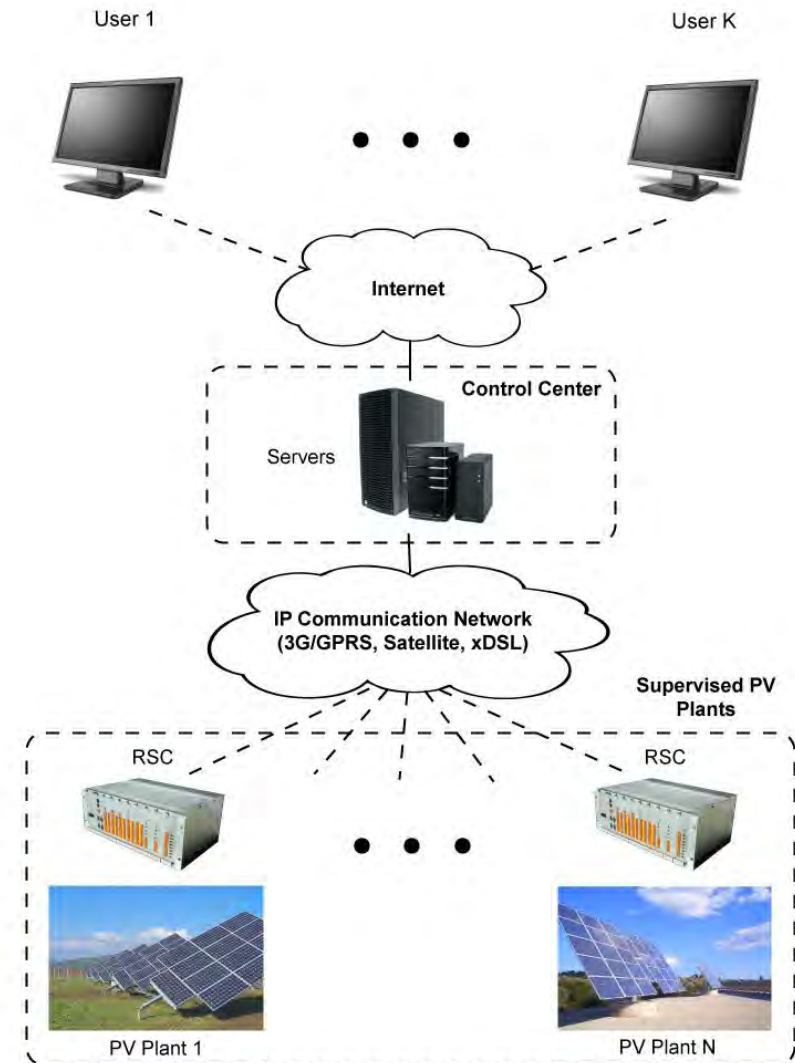 User 1
User K
Internet
Control Center
Servers
IP Communication Network
(3G/GPRS, Satellite, xDSL)
Supervised PV
Plants
RSC
RSC
PV Plant 1
PV Plant N